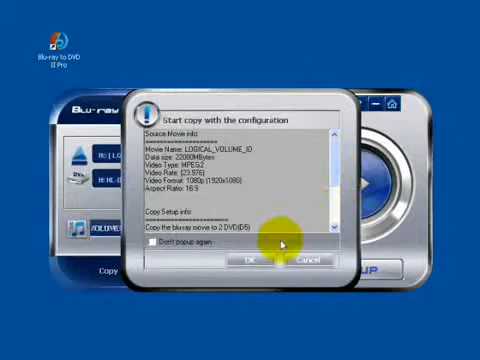 Blu-ray to DVD
II Pro
Blu-ray
Start copy with the configuration
Source Movie info:
=====================
Movie Name: LOGICAL_VOLUME_ID
Data size: 22080MBytes
Video Type: MPEG2
Video Rate: [23.976]
Video Format: 1080p (1920x1080)
Aspect Ratio: 16:9
Copy Setup info:
=====================
Copy the blu-ray movie to 2 DVD(D5)
Don't popup again
OK
Cancel
Copy